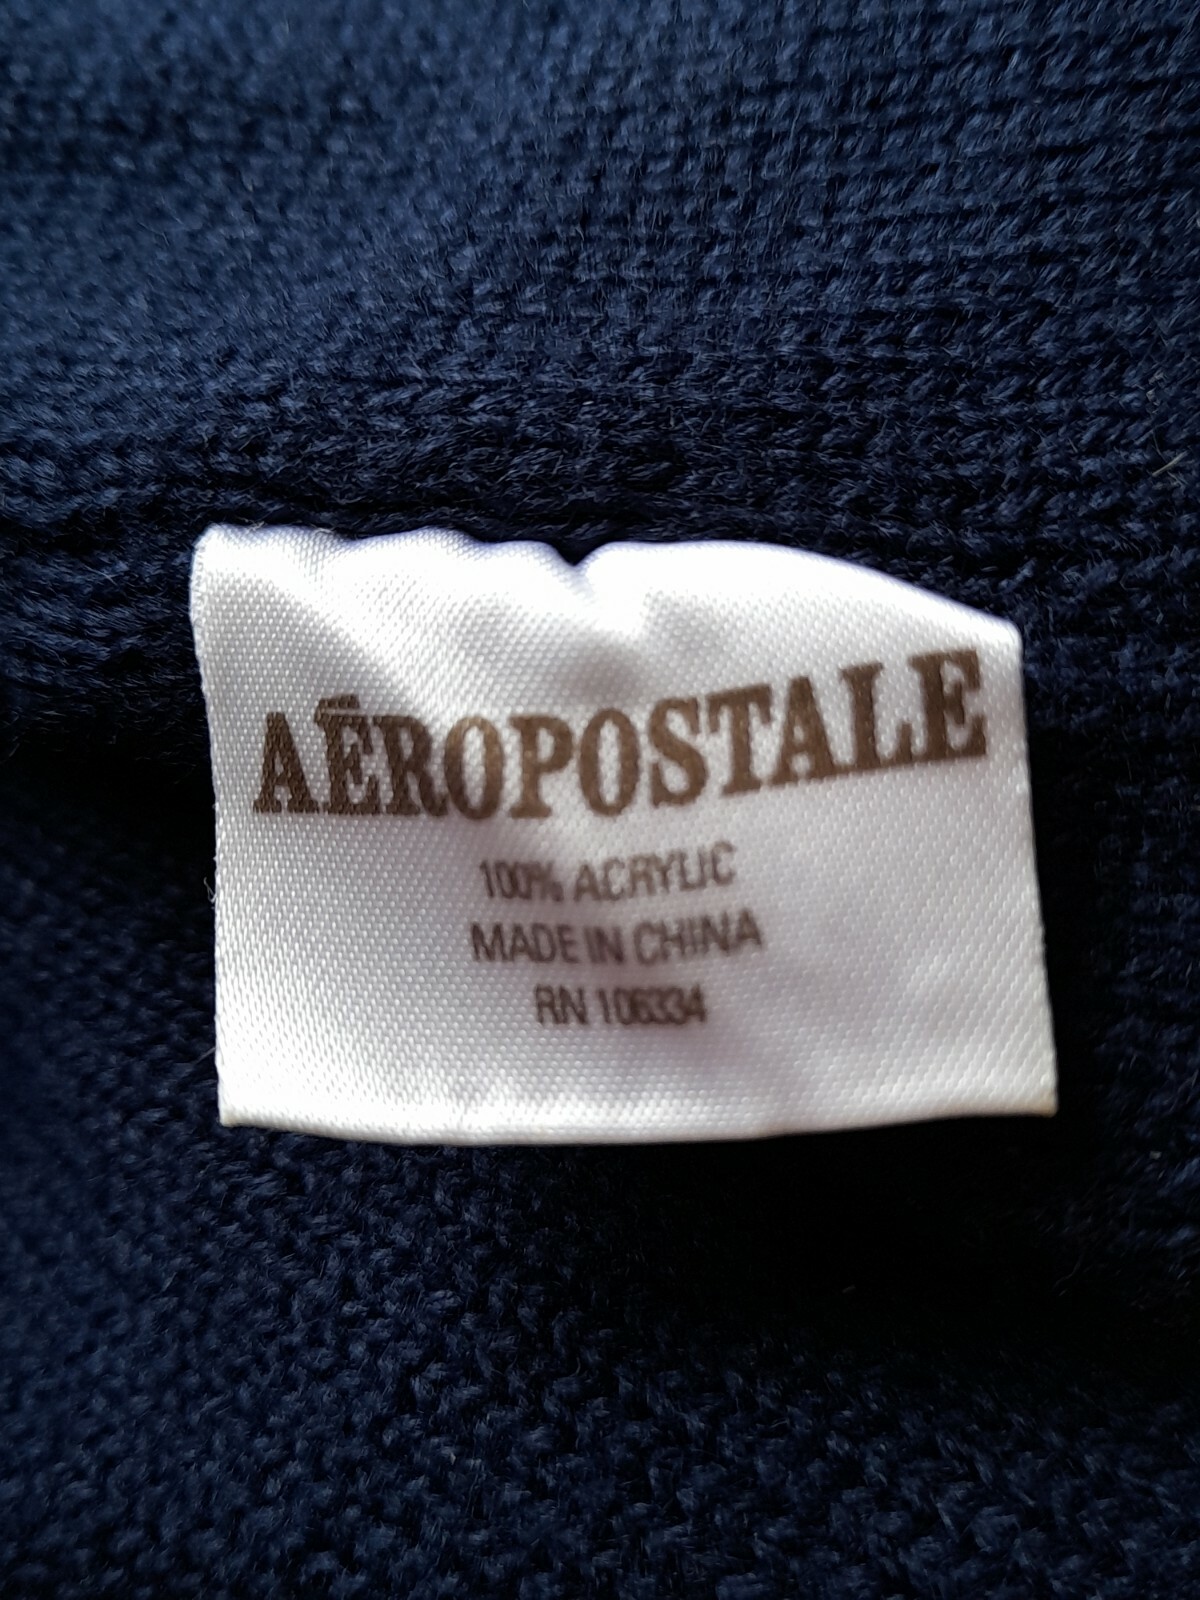 AÉROPOSTALE
100% ACRYLIC
MADE IN CHINA
RN 106334